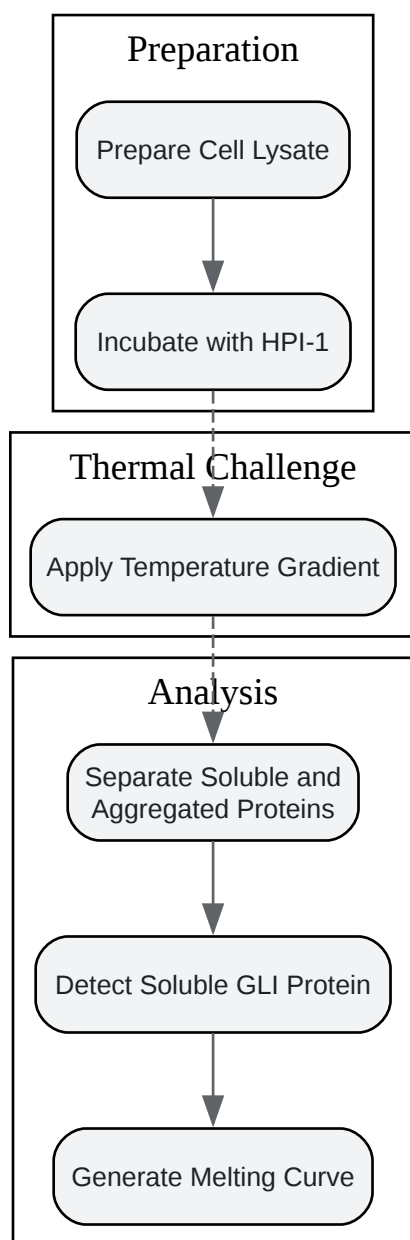 Preparation
Prepare Cell Lysate
Incubate with HPI-1
Thermal Challenge
Apply Temperature Gradient
Analysis
Separate Soluble and
Aggregated Proteins
Detect Soluble GLI Protein
Generate Melting Curve